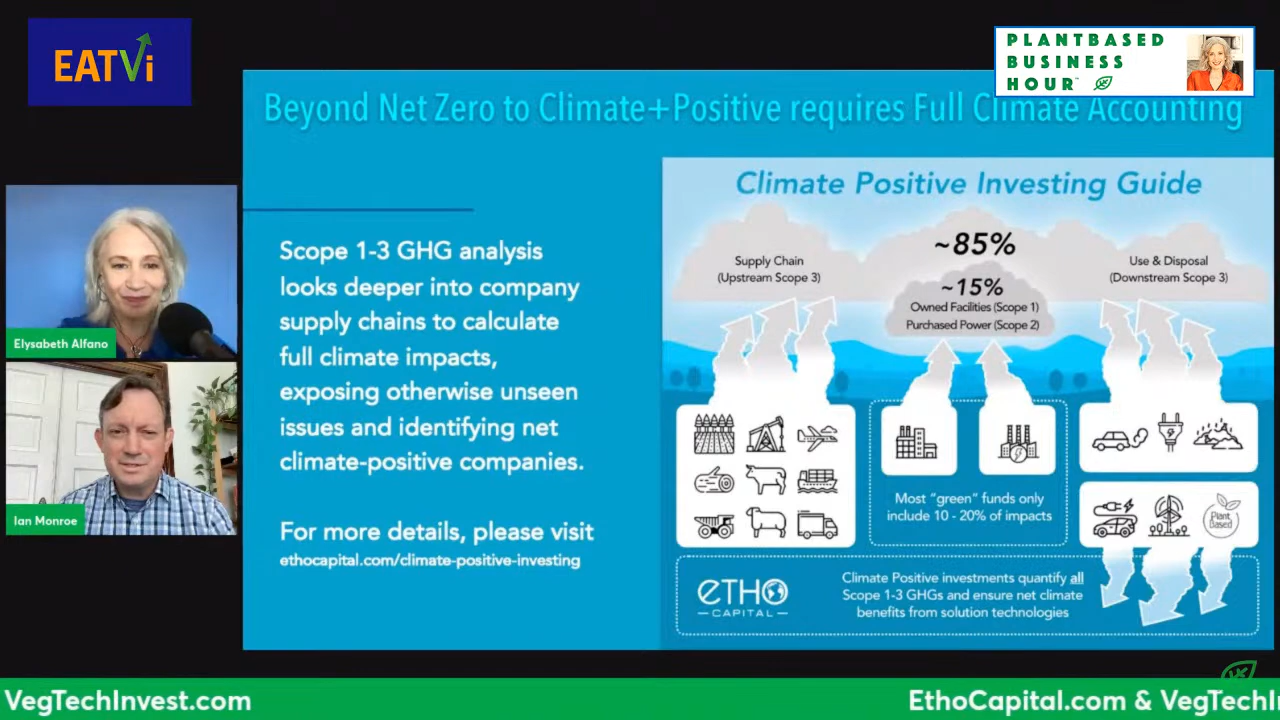 EATVi
PLANTBASED
BUSINESS
HOUR
Beyond Net Zero to Climate+Positive requires Full Climate Accounting
Climate Positive Investing Guide
Supply Chain
(Upstream Scope 3)
~85%
~15%
Owned Facilities (Scope 1)
Purchased Power (Scope 2)
Use & Disposal
(Downstream Scope 3)
Scope 1-3 GHG analysis
looks deeper into company
supply chains to calculate
full climate impacts,
exposing otherwise unseen
issues and identifying net
climate-positive companies.
For more details, please visit
ethocapital.com/climate-positive-investing
Most "green" funds only
include 10 - 20% of impacts
Plant
Based
ETHO
CAPITAL
Climate Positive investments quantify all
Scope 1-3 GHGs and ensure net climate
benefits from solution technologies
Elysabeth Alfano
Ian Monroe
VegTechInvest.com
EthoCapital.com & VegTechI